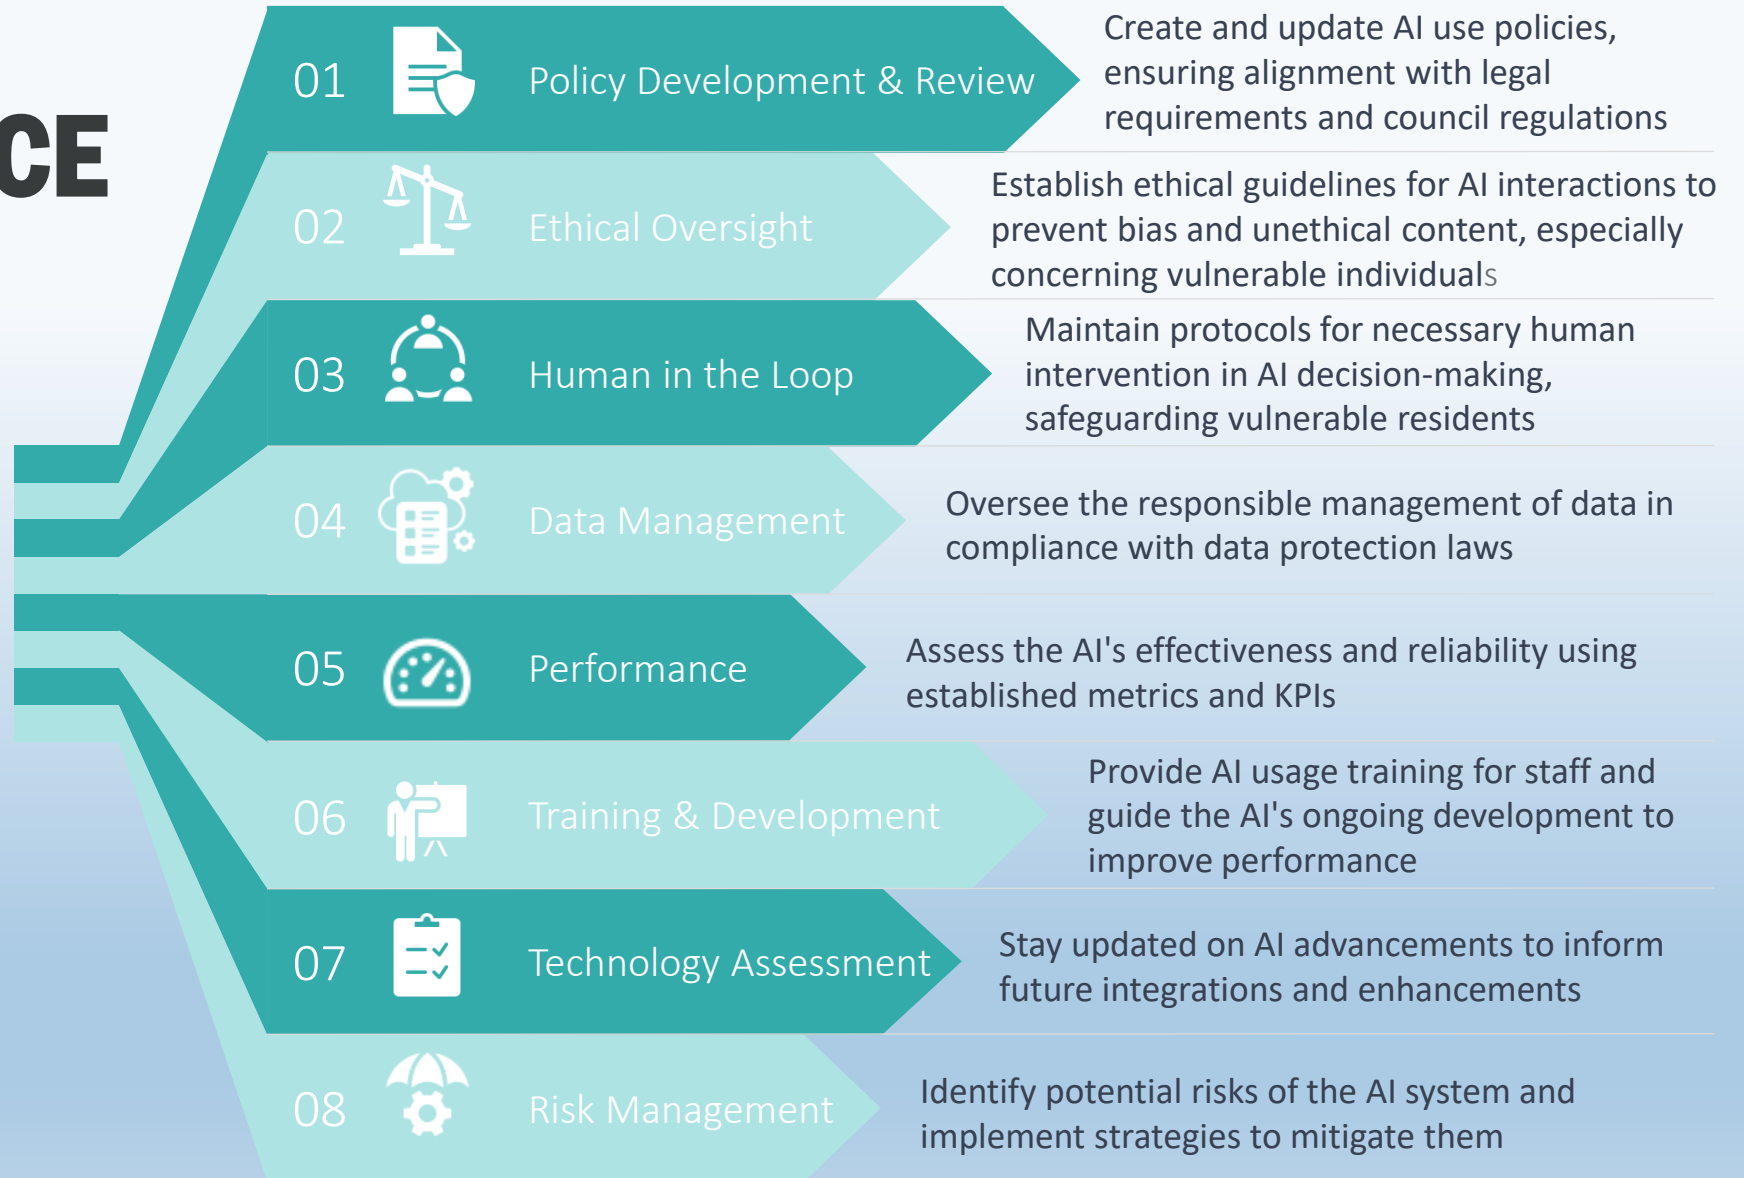 CE
01
Policy Development & Review
Create and update AI use policies,
ensuring alignment with legal
requirements and council regulations
02
Ethical Oversight
Establish ethical guidelines for AI interactions to
prevent bias and unethical content, especially
concerning vulnerable individuals
03
Human in the Loop
Maintain protocols for necessary human
intervention in AI decision-making,
safeguarding vulnerable residents
04
Data Management
Oversee the responsible management of data in
compliance with data protection laws
05
Performance
Assess the AI's effectiveness and reliability using
established metrics and KPIs
06
Training & Development
Provide AI usage training for staff and
guide the AI's ongoing development to
improve performance
07
Technology Assessment
Stay updated on AI advancements to inform
future integrations and enhancements
08
Risk Management
Identify potential risks of the AI system and
implement strategies to mitigate them